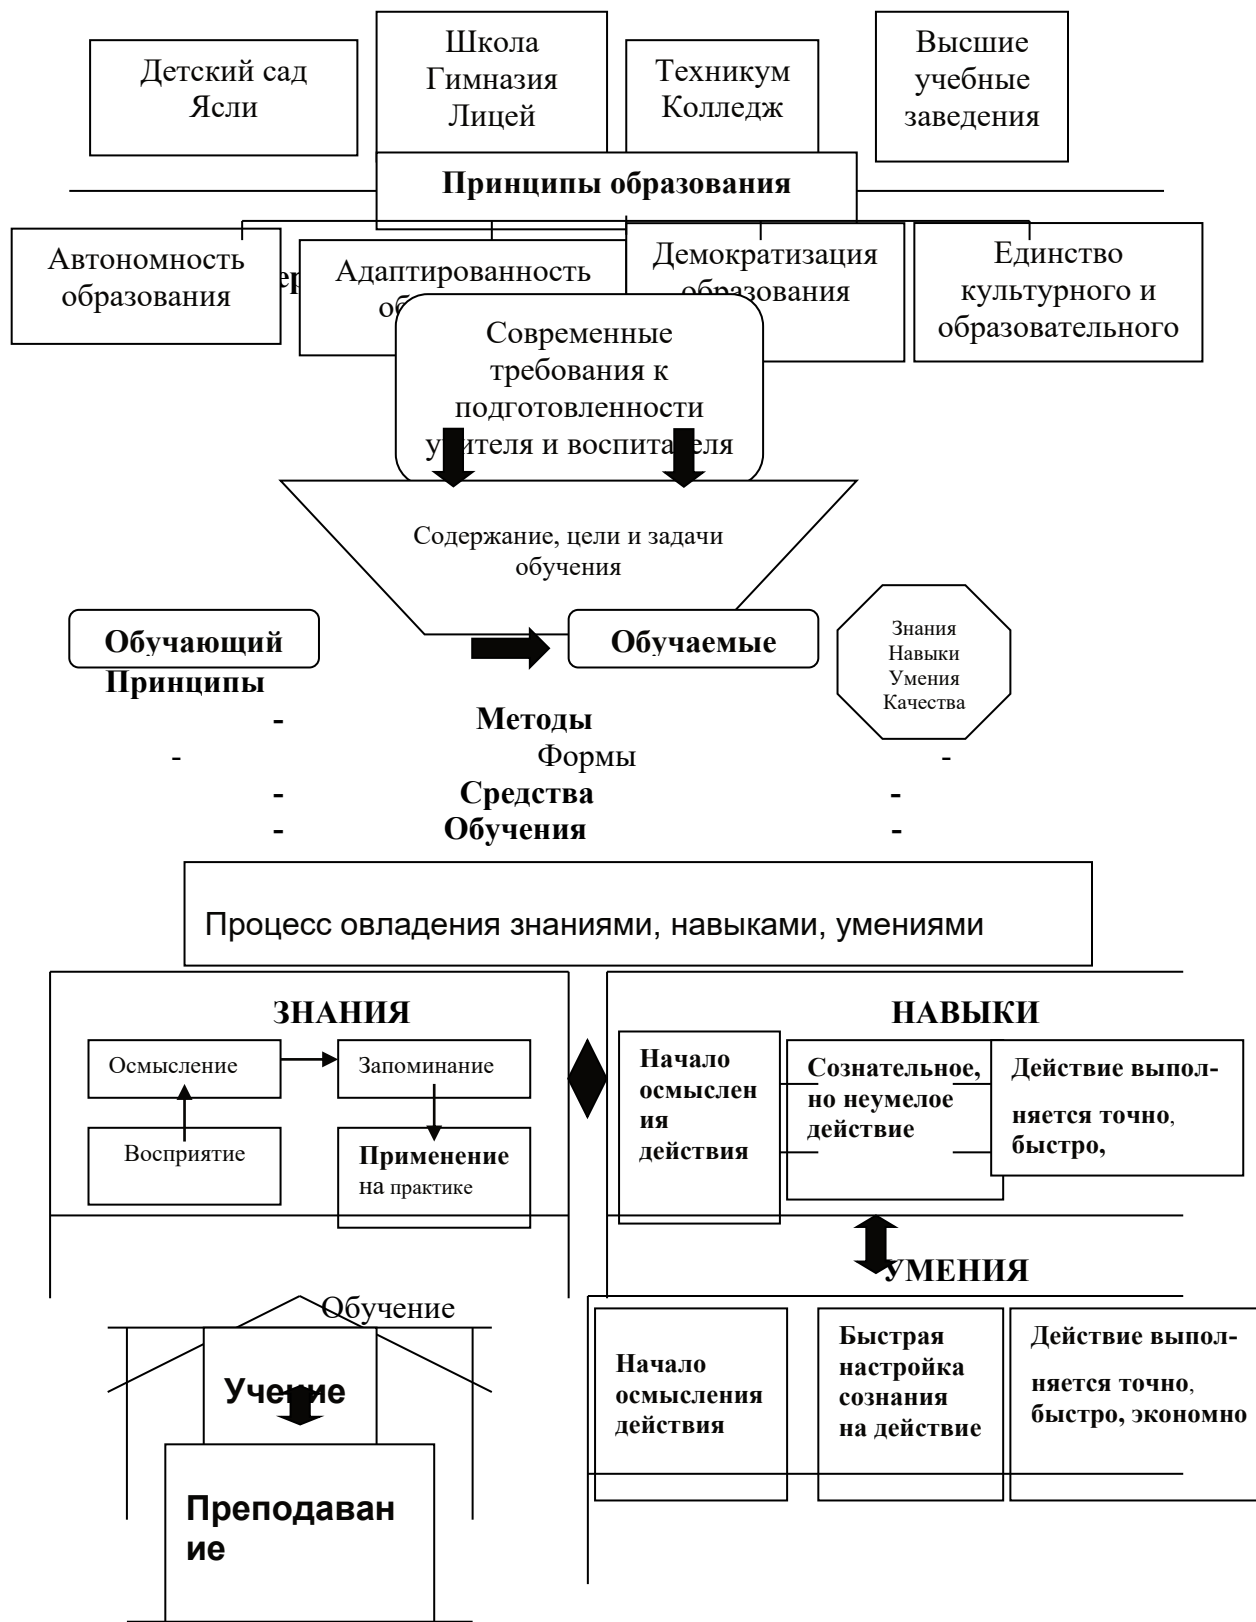 Детский сад
Ясли
Школа
Гимназия
Лицей
Техникум
Колледж
Высшие
учебные
заведения
Принципы образования
Автономность
образования
Адаптированность
Демократизация
образования
Единство
культурного и
образовательного
Современные
требования к
подготовленности
учителя и воспитателя
Содержание, цели и задачи
обучения
Обучающий
Обучаемые
Знания
Навыки
Умения
Качества
Принципы
- Методы
- Формы -
- Средства -
- Обучения -
Процесс овладения знаниями, навыками, умениями
ЗНАНИЯ
Осмысление
Запоминание
Восприятие
Применение
на практике
НАВЫКИ
Начало
осмыслен
ия
действия
Сознательное,
но неумелое
действие
Действие выпол-
няется точно,
быстро,
УМЕНИЯ
Начало
осмысления
действия
Быстрая
настройка
сознания
на действие
Действие выпол-
няется точно,
быстро, экономно
Обучение
Учение
Преподаван
ие